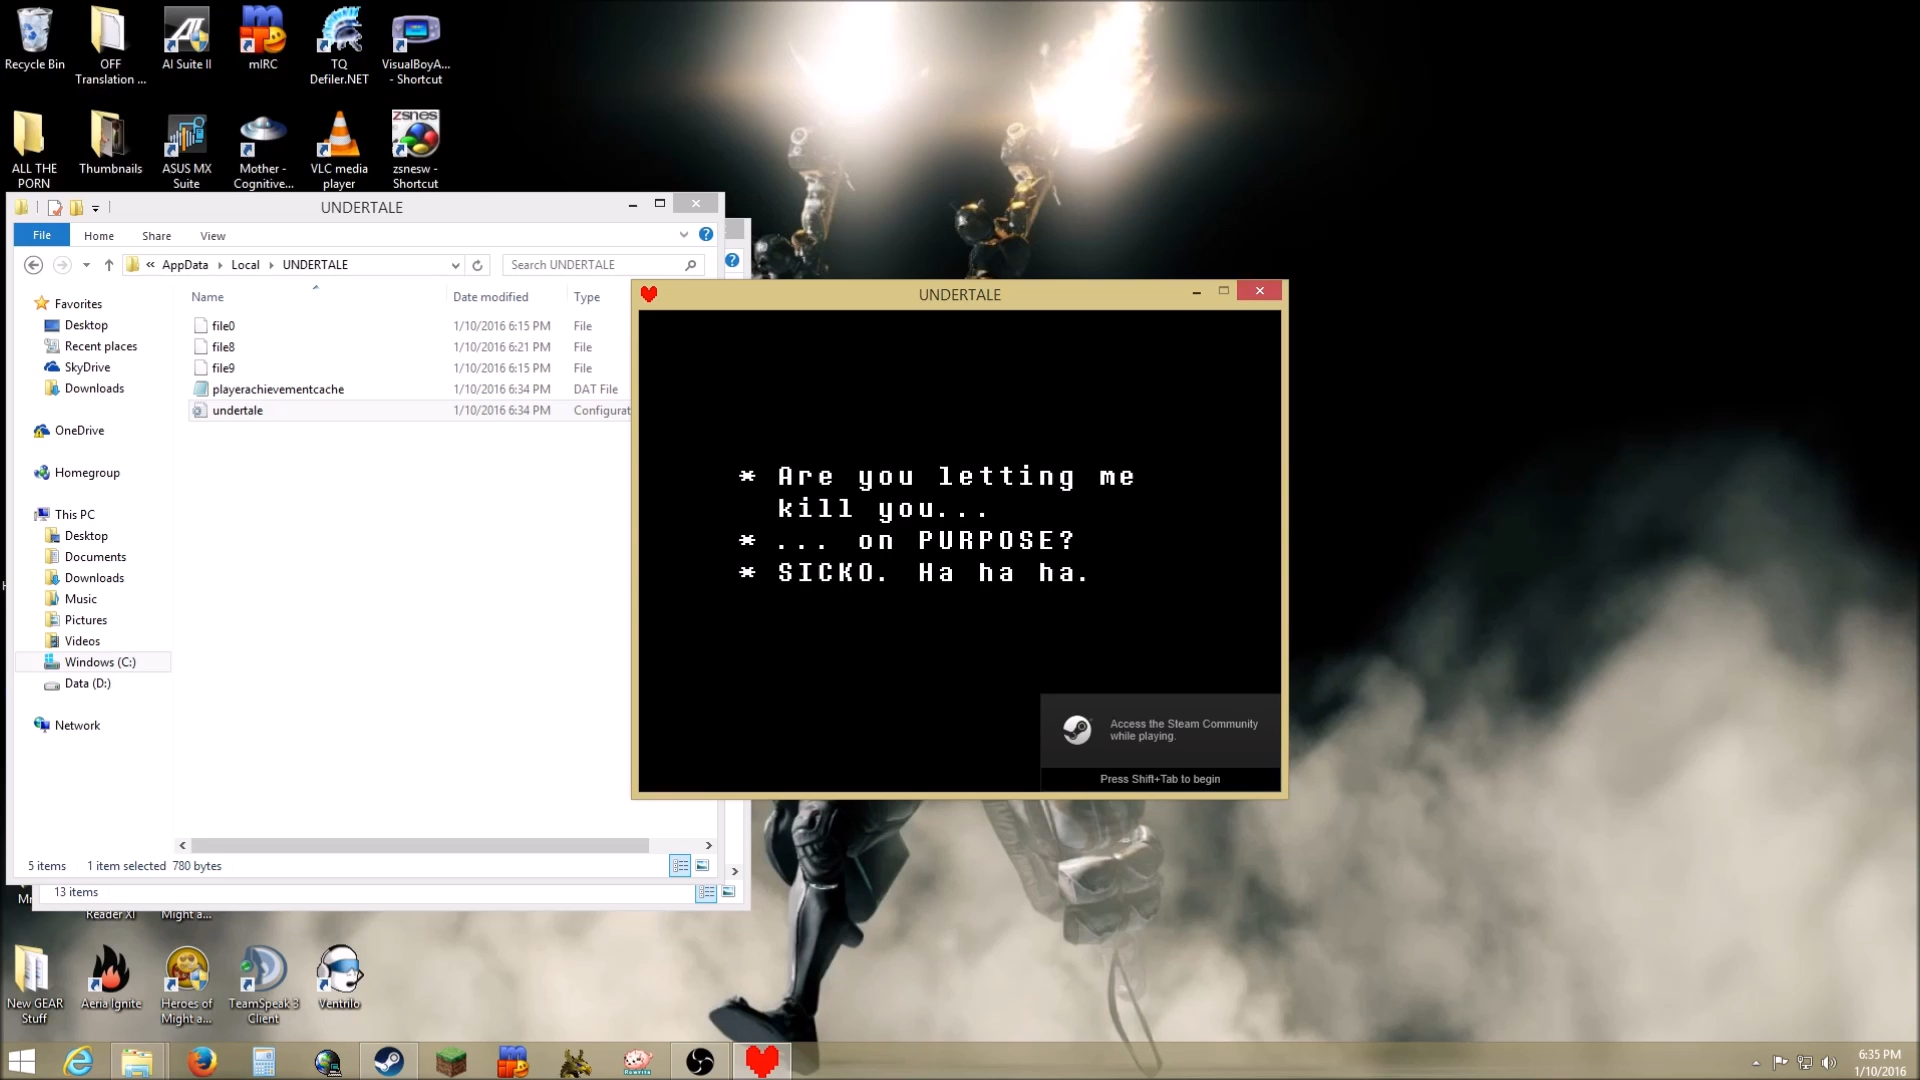 Recycle Bin
OFF
Translation ...
AI Suite II
mIRC
TQ
Defiler.NET
VisualBoyA...
- Shortcut
zsnes
ALL THE
PORN
Thumbnails
ASUS MX
Suite
Mother -
Cognitive...
VLC media
player
zsnesw -
Shortcut
UNDERTALE
File
Home
Share
View
AppData
Local
UNDERTALE
Search UNDERTALE
Name
Date modified
Type
Favorites
Desktop
Recent places
SkyDrive
Downloads
OneDrive
Homegroup
This PC
Desktop
Documents
Downloads
Music
Pictures
Videos
Windows (C:)
Data (D:)
Network
file0 1/10/2016 6:15 PM File
file8 1/10/2016 6:21 PM File
file9 1/10/2016 6:15 PM File
playerachievementcache 1/10/2016 6:34 PM DAT File
undertale 1/10/2016 6:34 PM Configurat
5 items 1 item selected 780 bytes
13 items
UNDERTALE
* Are you letting me
kill you...
* ... on PURPOSE?
* SICKO. Ha ha ha.
Access the Steam Community
while playing.
Press Shift+Tab to begin
Reader XI
Might a...
New GEAR
Stuff
Aeria Ignite
Heroes of
Might a...
TeamSpeak 3
Client
Ventrilo
6:35 PM
1/10/2016